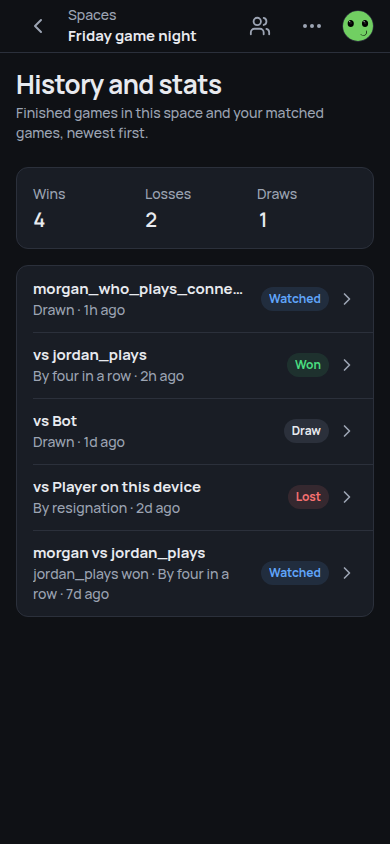 Spaces
Friday game night
History and stats
Finished games in this space and your matched
games, newest first.
Wins
Losses
Draws
4
2
1
morgan_who_plays_conne…
Drawn · 1h ago
Watched
vs jordan_plays
By four in a row · 2h ago
Won
vs Bot
Drawn · 1d ago
Draw
vs Player on this device
By resignation · 2d ago
Lost
morgan vs jordan_plays
jordan_plays won · By four in a
row · 7d ago
Watched